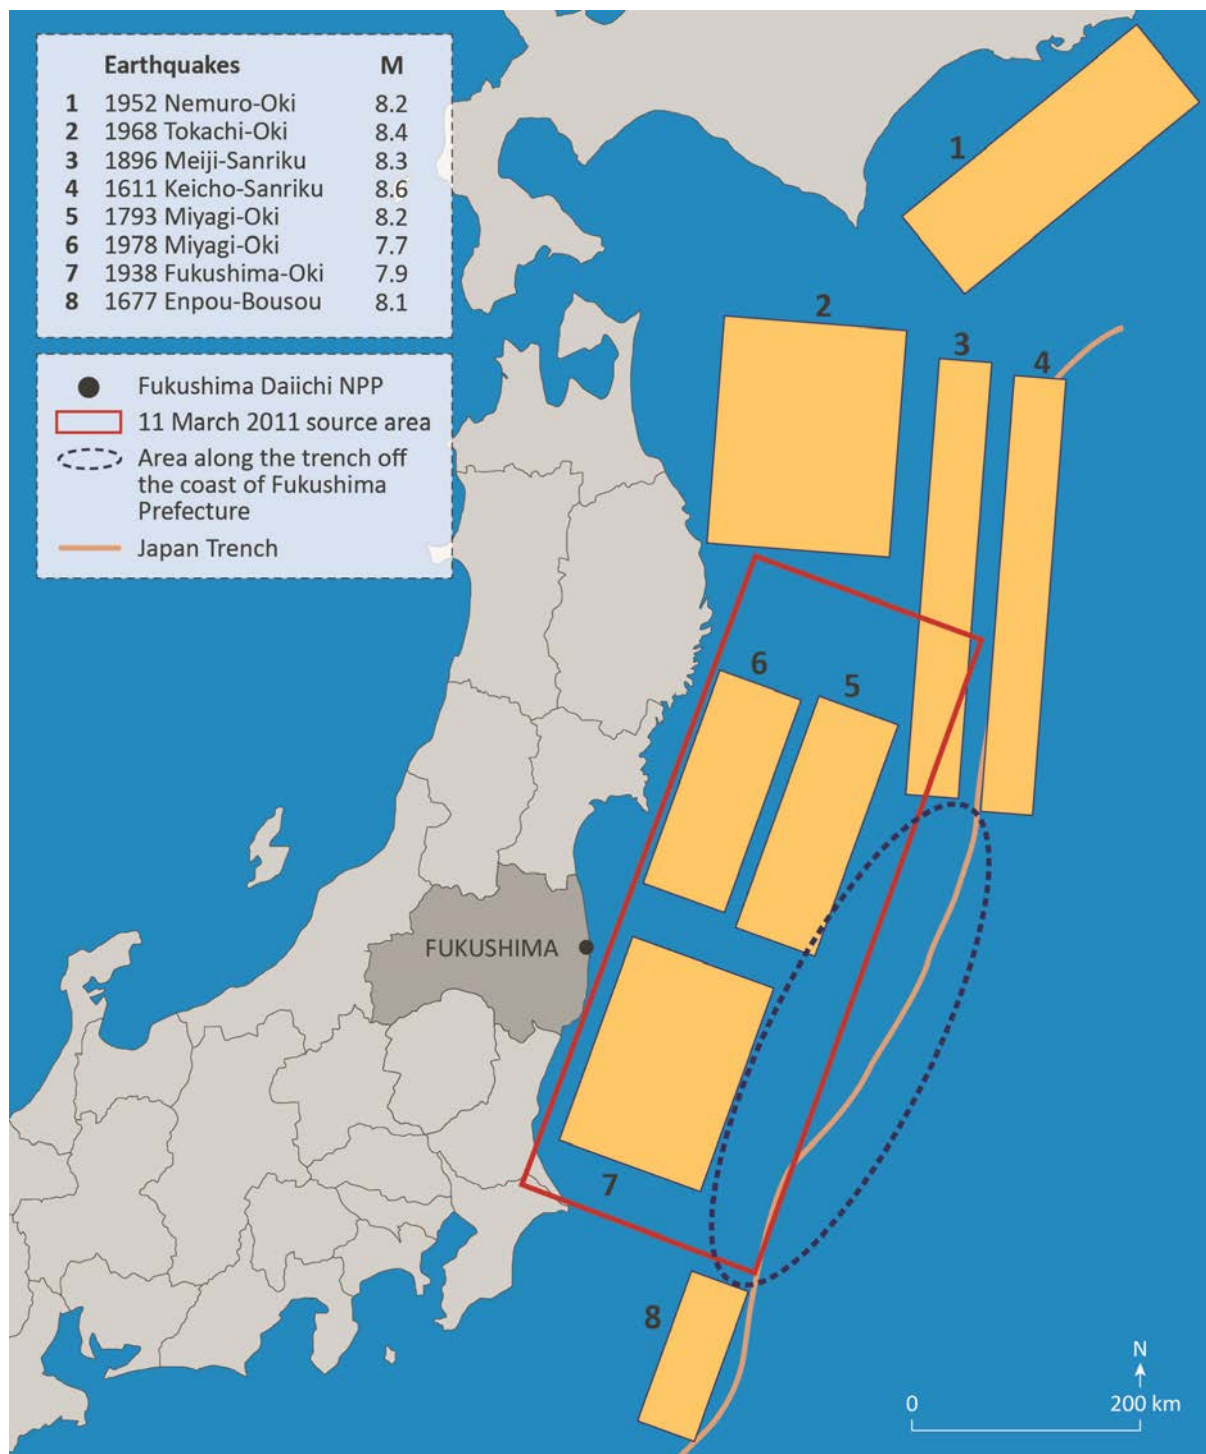 Earthquakes M
1 1952 Nemuro-Oki 8.2
2 1968 Tokachi-Oki 8.4
3 1896 Meiji-Sanriku 8.3
4 1611 Keicho-Sanriku 8.6
5 1793 Miyagi-Oki 8.2
6 1978 Miyagi-Oki 7.7
7 1938 Fukushima-Oki 7.9
8 1677 Enpou-Bousou 8.1
Fukushima Daiichi NPP
11 March 2011 source area
Area along the trench off
the coast of Fukushima
Prefecture
Japan Trench
1
2
3
4
6
5
FUKUSHIMA
7
8
N
0 200 km